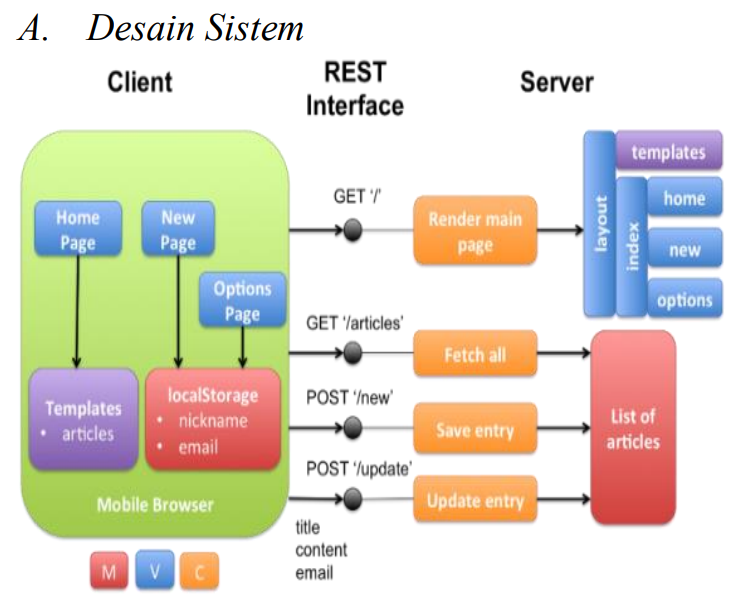 A. Desain Sistem
Client
REST
Interface
Server
Home
Page
New
Page
Options
Page
Templates
• articles
localStorage
• nickname
• email
Mobile Browser
M
V
C
GET '/'
GET '/articles'
POST '/new'
POST '/update'
title
content
email
Render main
page
Fetch all
Save entry
Update entry
layout
templates
index
home
new
options
List of
articles